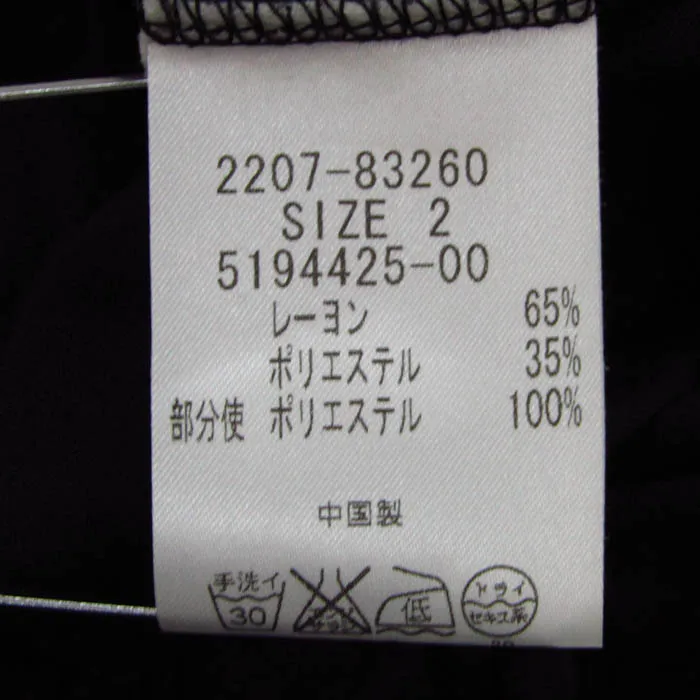 2207-83260
SIZE 2
5194425-00
レーヨン 65%
ポリエステル 35%
部分使 ポリエステル 100%
中国製
手洗イ 30
低
ドライ セキユ系